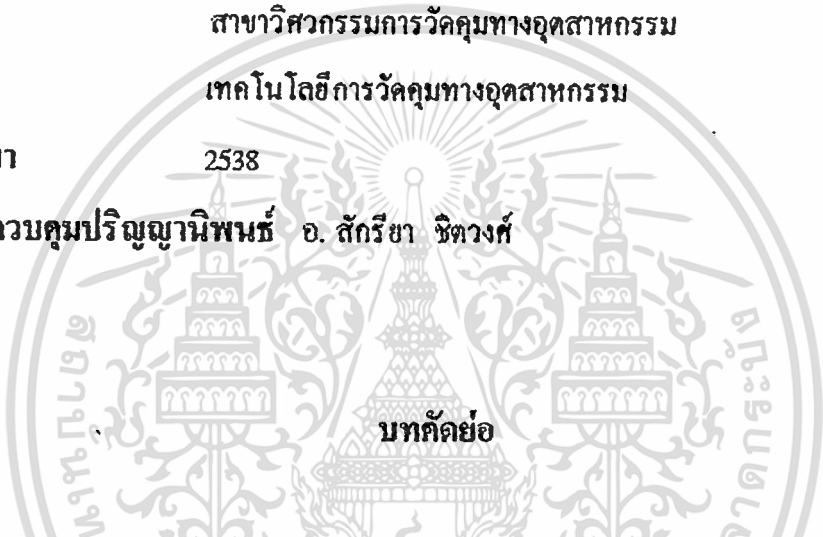 สาขาวิศวกรรมการวัดคุมทางอุตสาหกรรม
เทคโนโลยีการวัดคุมทางอุตสาหกรรม
2538
วบคุมปริญญานิพนธ์ อ. สักรียา ชิตวงศ์
บทคัดย่อ